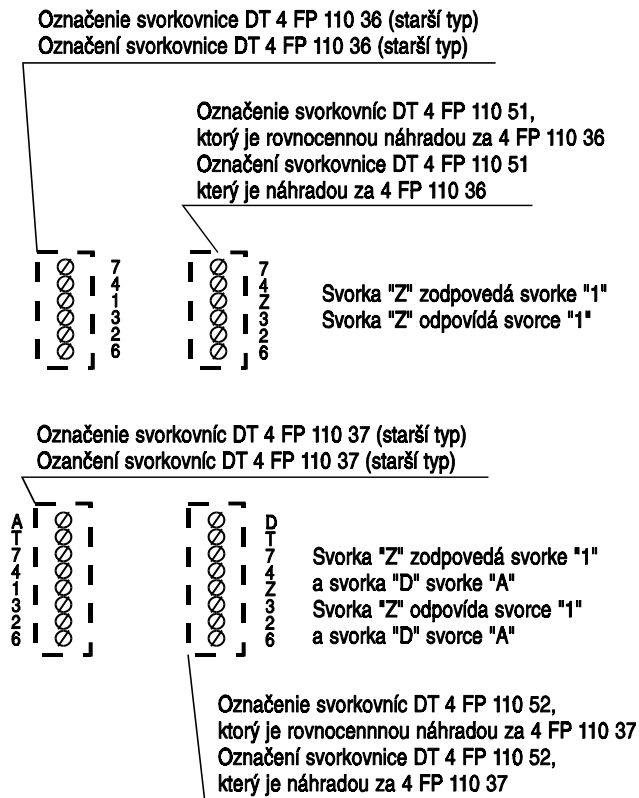 Označenie svorkovnice DT 4 FP 110 36 (starší typ)
Označení svorkovnice DT 4 FP 110 36 (starší typ)
Označenie svorkovníc DT 4 FP 110 51,
ktorý je rovnocennou náhradou za 4 FP 110 36
Označení svorkovnice DT 4 FP 110 51
který je náhradou za 4 FP 110 36
7
4
1
3
2
6
7
4
Z
3
2
6
Svorka "Z" zodpovedá svorke "1"
Svorka "Z" odpovídá svorce "1"
Označenie svorkovníc DT 4 FP 110 37 (starší typ)
Ozančení svorkovníc DT 4 FP 110 37 (starší typ)
A
T
7
4
1
3
2
6
D
T
7
4
Z
3
2
6
Svorka "Z" zodpovedá svorke "1"
a svorka "D" svorke "A"
Svorka "Z" odpovída svorce "1"
a svorka "D" svorce "A"
Označenie svorkovníc DT 4 FP 110 52,
ktorý je rovnocennnou náhradou za 4 FP 110 37
Označení svorkovnice DT 4 FP 110 52,
který je náhradou za 4 FP 110 37